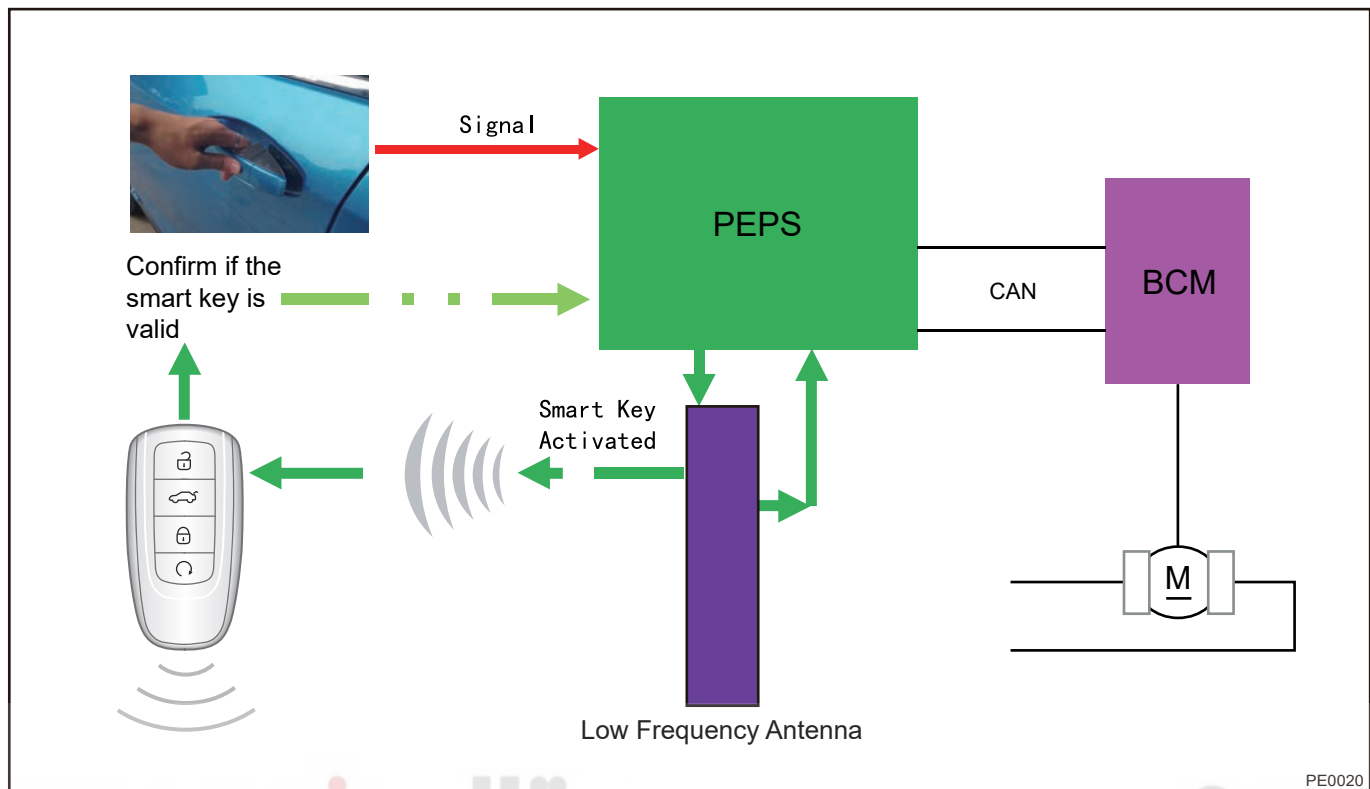 Signal
PEPS
Confirm if the
smart key is
valid
CAN
BCM
Smart Key
Activated
M
Low Frequency Antenna
PE0020